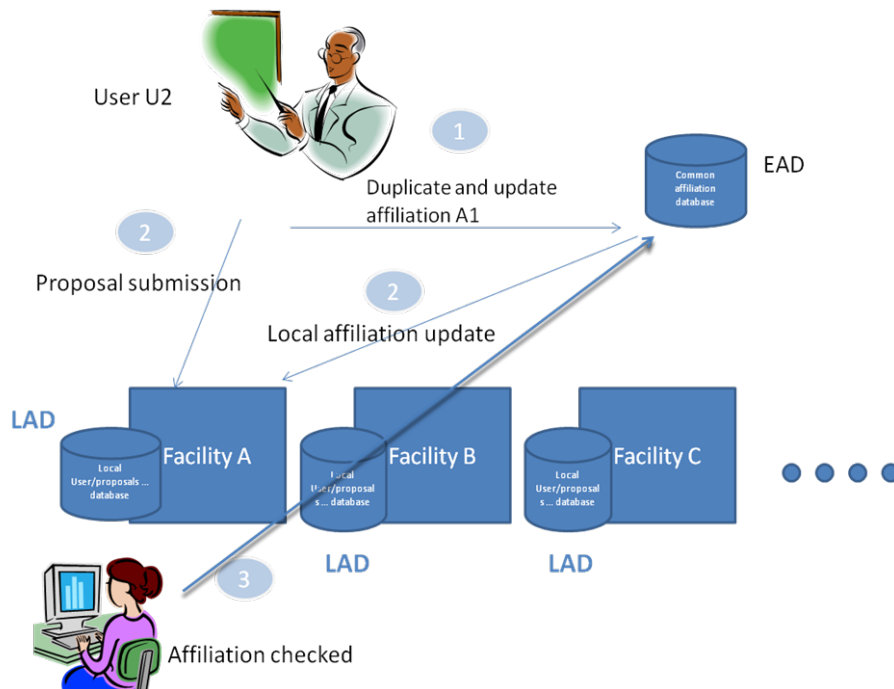 User U2
1
Duplicate and update
affiliation A1
Common
affiliation
database
EAD
2
Proposal submission
2
Local affiliation update
LAD
Facility A
Local
User/proposals ...
database
Facility B
Local
User/proposal
s ... database
LAD
Facility C
Local
User/proposal
s ... database
LAD
3
Affiliation checked